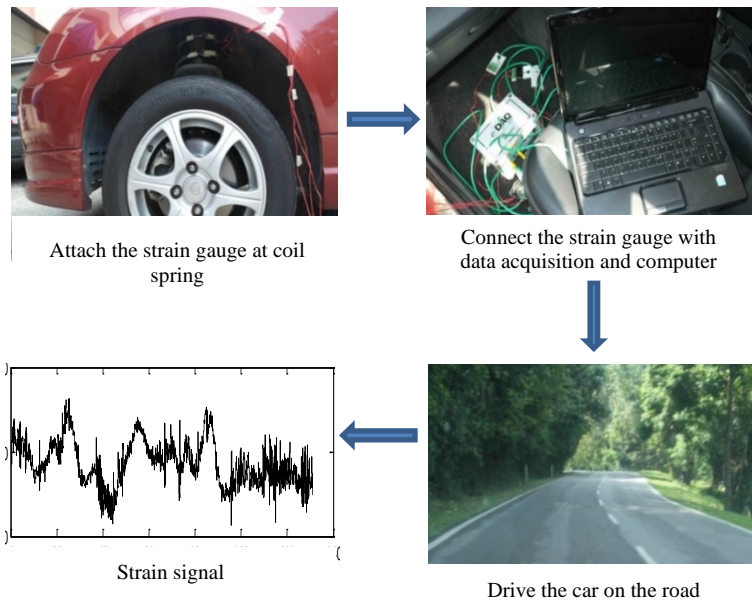 Attach the strain gauge at coil
spring
DAQ
Connect the strain gauge with
data acquisition and computer
Strain signal
Drive the car on the road